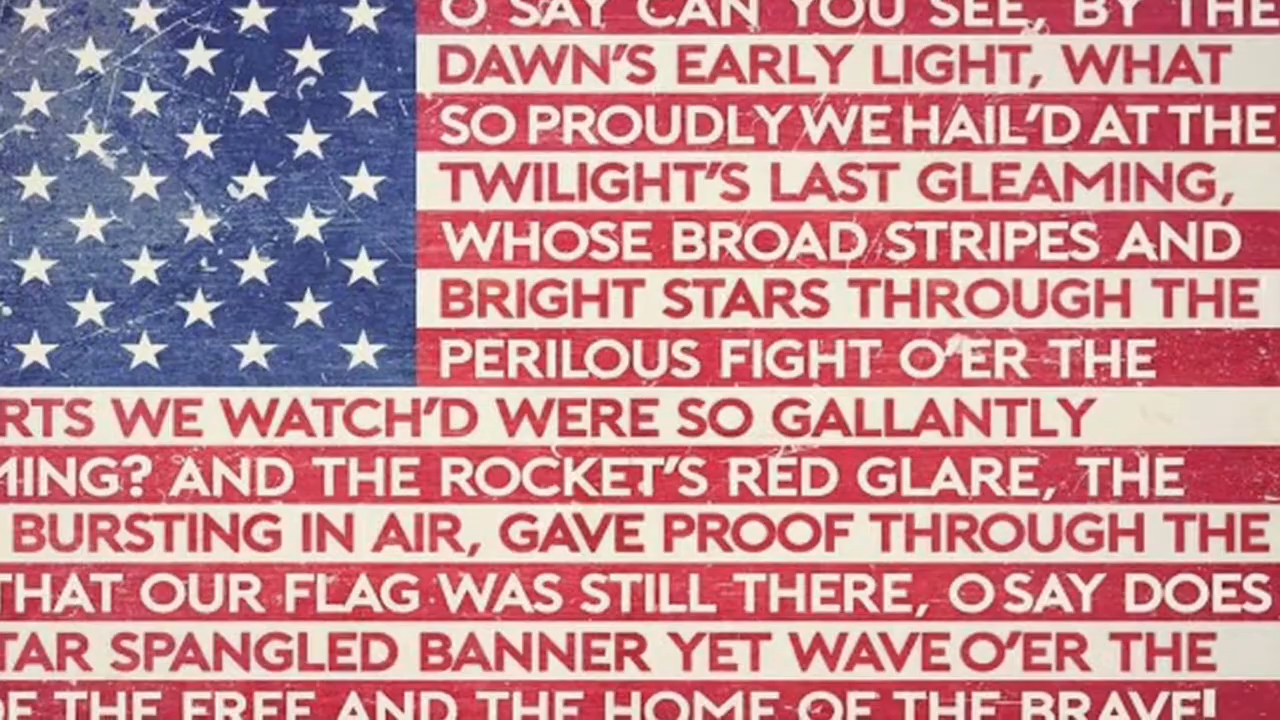 O SAY CAN YOU SEE, BY THE
DAWN'S EARLY LIGHT, WHAT
SO PROUDLY WE HAIL'D AT THE
TWILIGHT'S LAST GLEAMING,
WHOSE BROAD STRIPES AND
BRIGHT STARS THROUGH THE
PERILOUS FIGHT O'ER THE
RTS WE WATCH'D WERE SO GALLANTLY
MING? AND THE ROCKET'S RED GLARE, THE
BURSTING IN AIR, GAVE PROOF THROUGH THE
THAT OUR FLAG WAS STILL THERE, O SAY DOES
TAR SPANGLED BANNER YET WAVE O'ER THE
OF THE FREE AND THE HOME OF THE BRAVE!